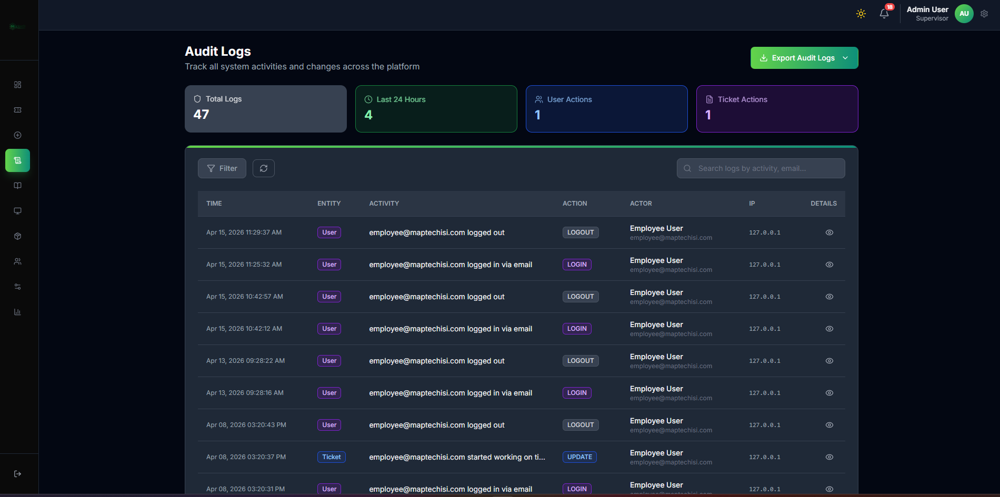 18
Admin User
Supervisor
AU
Audit Logs
Track all system activities and changes across the platform
Export Audit Logs
Total Logs
47
Last 24 Hours
4
User Actions
1
Ticket Actions
1
Filter
Search logs by activity, email...
TIME ENTITY ACTIVITY ACTION ACTOR IP DETAILS
Apr 15, 2026 11:29:37 AM User employee@maptechisi.com logged out LOGOUT Employee User 127.0.0.1
employee@maptechisi.com
Apr 15, 2026 11:25:32 AM User employee@maptechisi.com logged in via email LOGIN Employee User 127.0.0.1
employee@maptechisi.com
Apr 15, 2026 10:42:57 AM User employee@maptechisi.com logged out LOGOUT Employee User 127.0.0.1
employee@maptechisi.com
Apr 15, 2026 10:42:12 AM User employee@maptechisi.com logged in via email LOGIN Employee User 127.0.0.1
employee@maptechisi.com
Apr 13, 2026 09:28:22 AM User employee@maptechisi.com logged out LOGOUT Employee User 127.0.0.1
employee@maptechisi.com
Apr 13, 2026 09:28:16 AM User employee@maptechisi.com logged in via email LOGIN Employee User 127.0.0.1
employee@maptechisi.com
Apr 08, 2026 03:20:43 PM User employee@maptechisi.com logged out LOGOUT Employee User 127.0.0.1
employee@maptechisi.com
Apr 08, 2026 03:20:37 PM Ticket employee@maptechisi.com started working on ti... UPDATE Employee User 127.0.0.1
employee@maptechisi.com
Apr 08, 2026 03:20:31 PM User employee@maptechisi.com logged in via email LOGIN Employee User 127.0.0.1